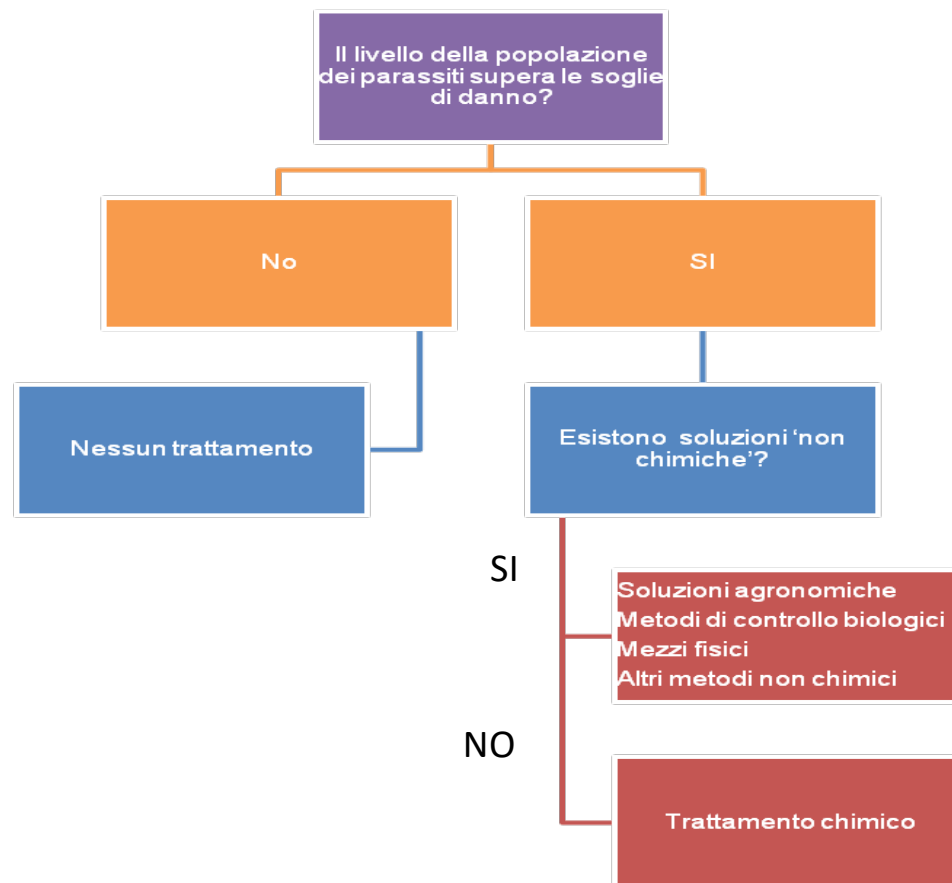 Il livello della popolazione
dei parassiti supera le soglie
di danno?
No
SI
Nessun trattamento
Esistono soluzioni ‘non
chimiche’?
SI
Soluzioni agronomiche
Metodi di controllo biologici
Mezzi fisici
Altri metodi non chimici
NO
Trattamento chimico